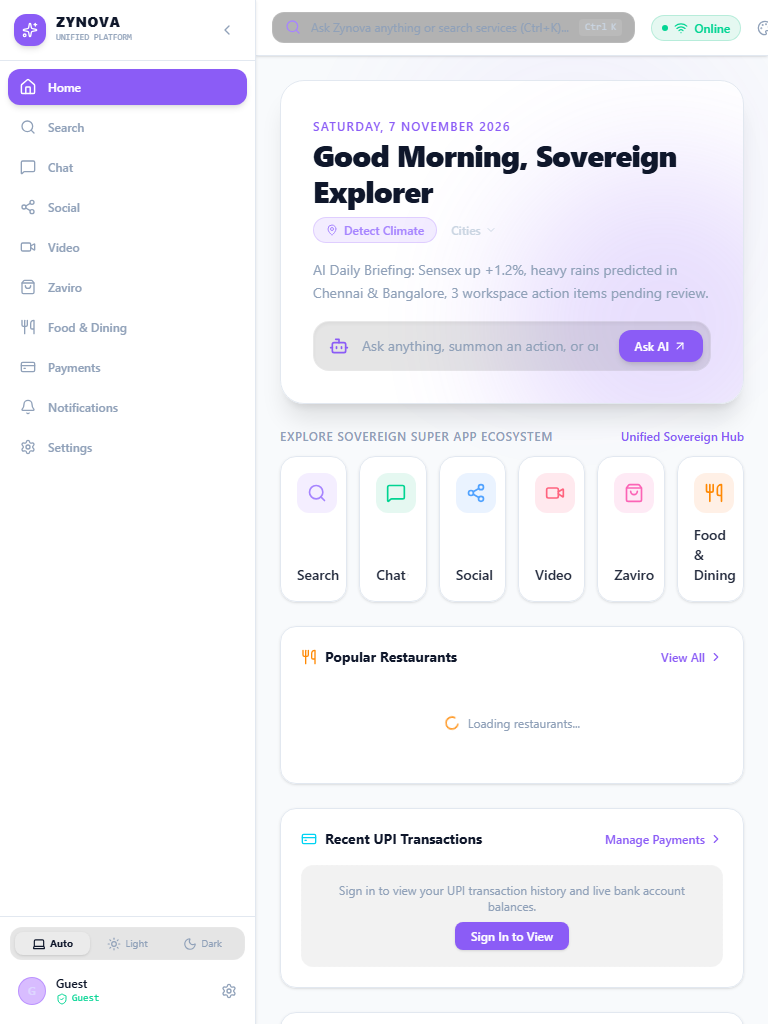 ZYNOVA
UNIFIED PLATFORM
Home
Search
Chat
Social
Video
Zaviro
Food & Dining
Payments
Notifications
Settings
Auto
Light
Dark
G
Guest
Guest
Ask Zynova anything or search services (Ctrl+K)...
Ctrl K
Online
SATURDAY, 7 NOVEMBER 2026
Good Morning, Sovereign
Explorer
Detect Climate
Cities
AI Daily Briefing: Sensex up +1.2%, heavy rains predicted in
Chennai & Bangalore, 3 workspace action items pending review.
Ask anything, summon an action, or
Ask AI
EXPLORE SOVEREIGN SUPER APP ECOSYSTEM
Unified Sovereign Hub
Search
Chat
Social
Video
Zaviro
Food
&
Dining
Popular Restaurants
View All
Loading restaurants...
Recent UPI Transactions
Manage Payments
Sign in to view your UPI transaction history and live bank account
balances.
Sign In to View